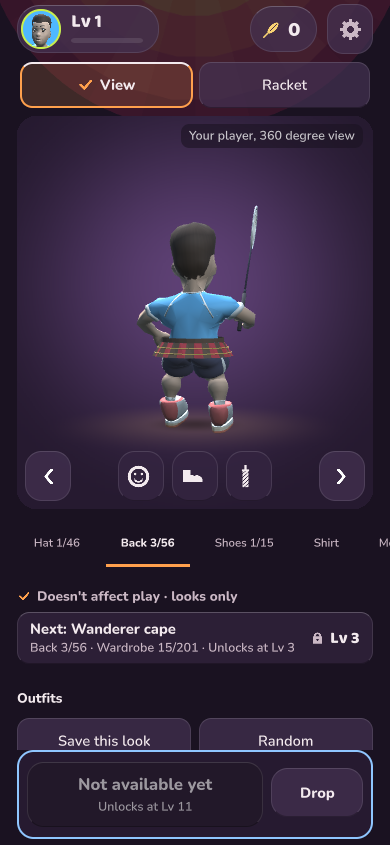 Lv 1
0
View
Racket
Your player, 360 degree view
Hat 1/46
Back 3/56
Shoes 1/15
Shirt
Doesn't affect play · looks only
Next: Wanderer cape
Back 3/56 · Wardrobe 15/201 · Unlocks at Lv 3
Lv 3
Outfits
Save this look
Random
Not available yet
Unlocks at Lv 11
Drop